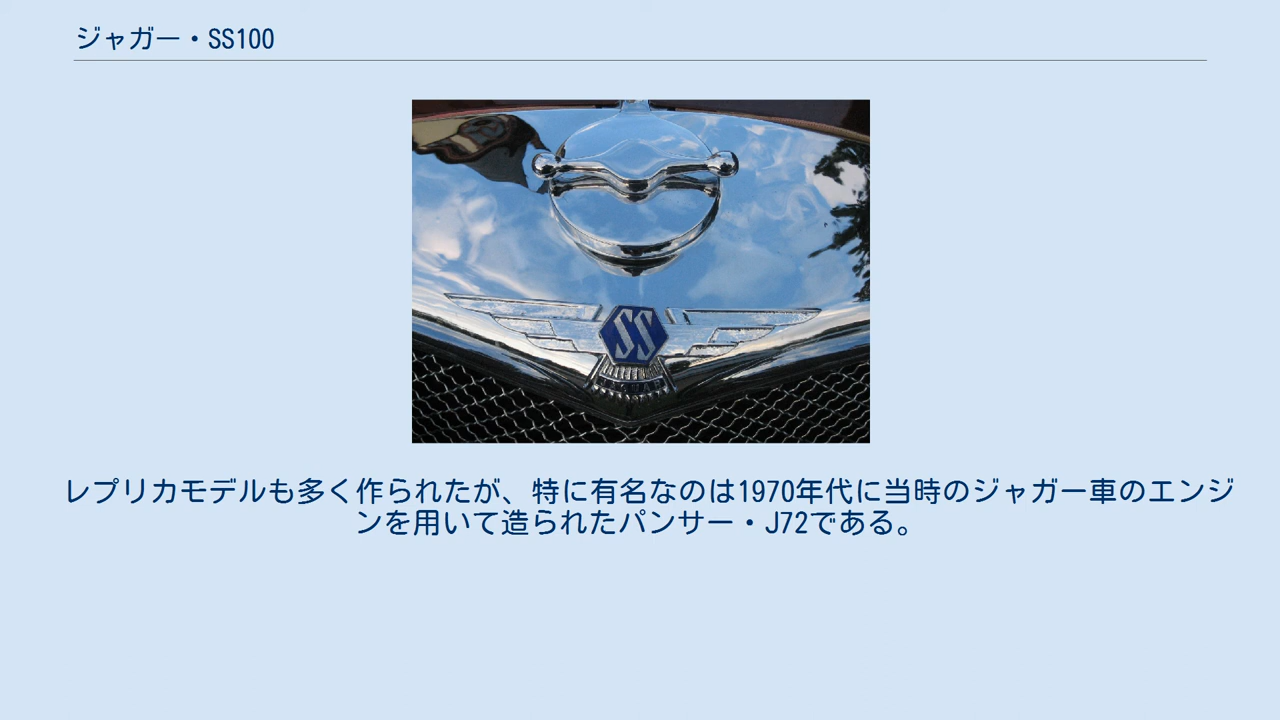 ジャガー・SS100
SS
JAGUAR
レプリカモデルも多く作られたが、特に有名なのは1970年代に当時のジャガー車のエンジ
ンを用いて造られたパンサー・J72である。